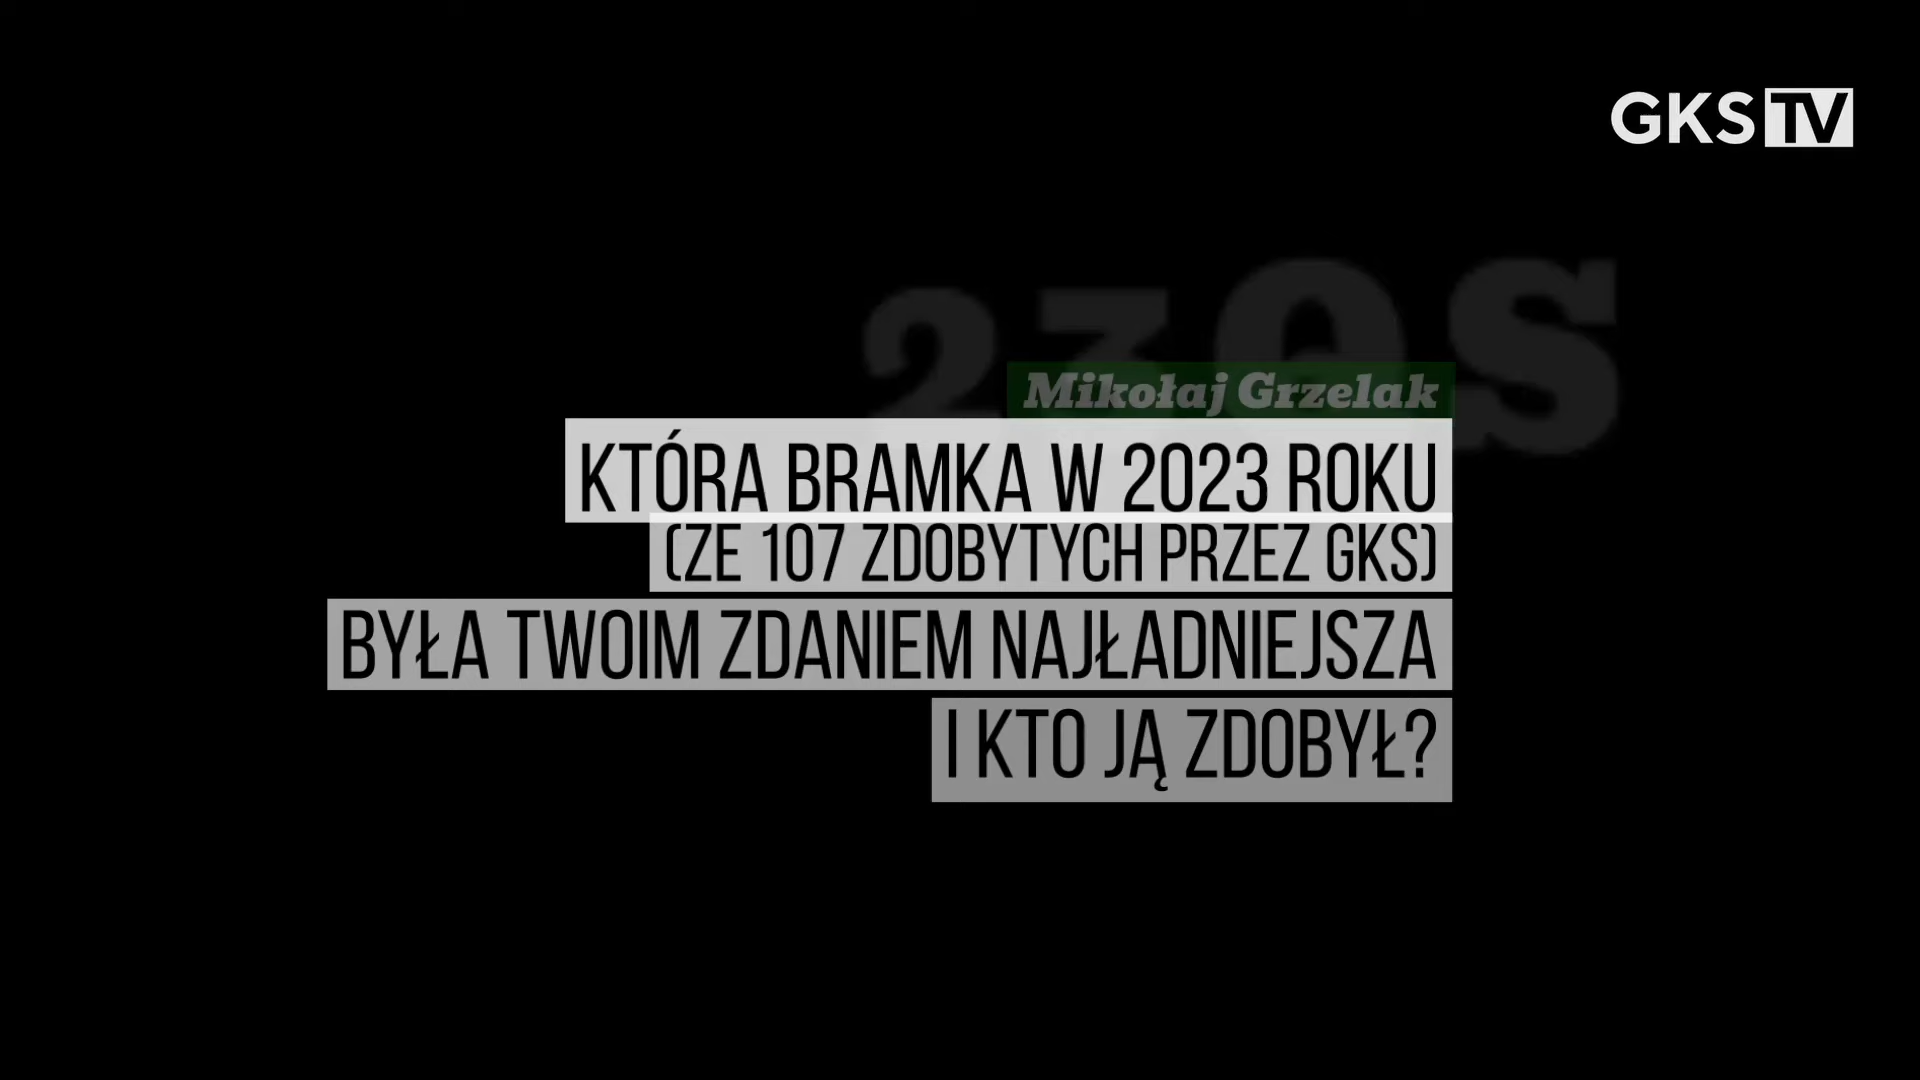 GKS TV
Mikołaj Grzelak
KTÓRA BRAMKA W 2023 ROKU
(ZE 107 ZDOBYTYCH PRZEZ GKS)
BYŁA TWOIM ZDANIEM NAJŁADNIEJSZA
I KTO JĄ ZDOBYŁ?